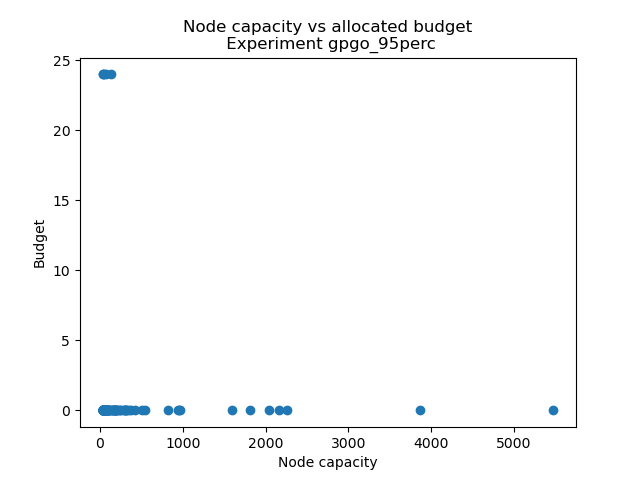 Node capacity vs allocated budget
Experiment gpgo_95perc
25
20
15
10
5
0
Budget
0 1000 2000 3000 4000 5000
Node capacity